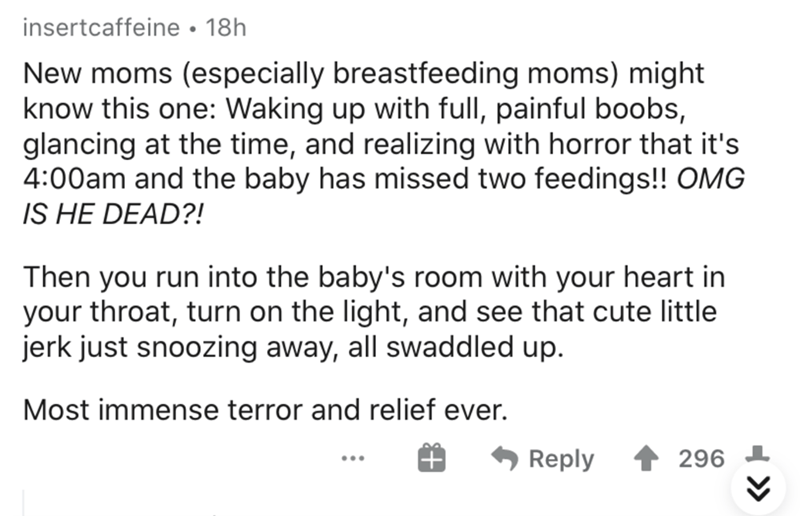 insertcaffeine • 18h
New moms (especially breastfeeding moms) might
know this one: Waking up with full, painful boobs,
glancing at the time, and realizing with horror that it's
4:00am and the baby has missed two feedings!! OMG
IS HE DEAD?!
Then you run into the baby's room with your heart in
your throat, turn on the light, and see that cute little
jerk just snoozing away, all swaddled up.
Most immense terror and relief ever.
... Reply 296